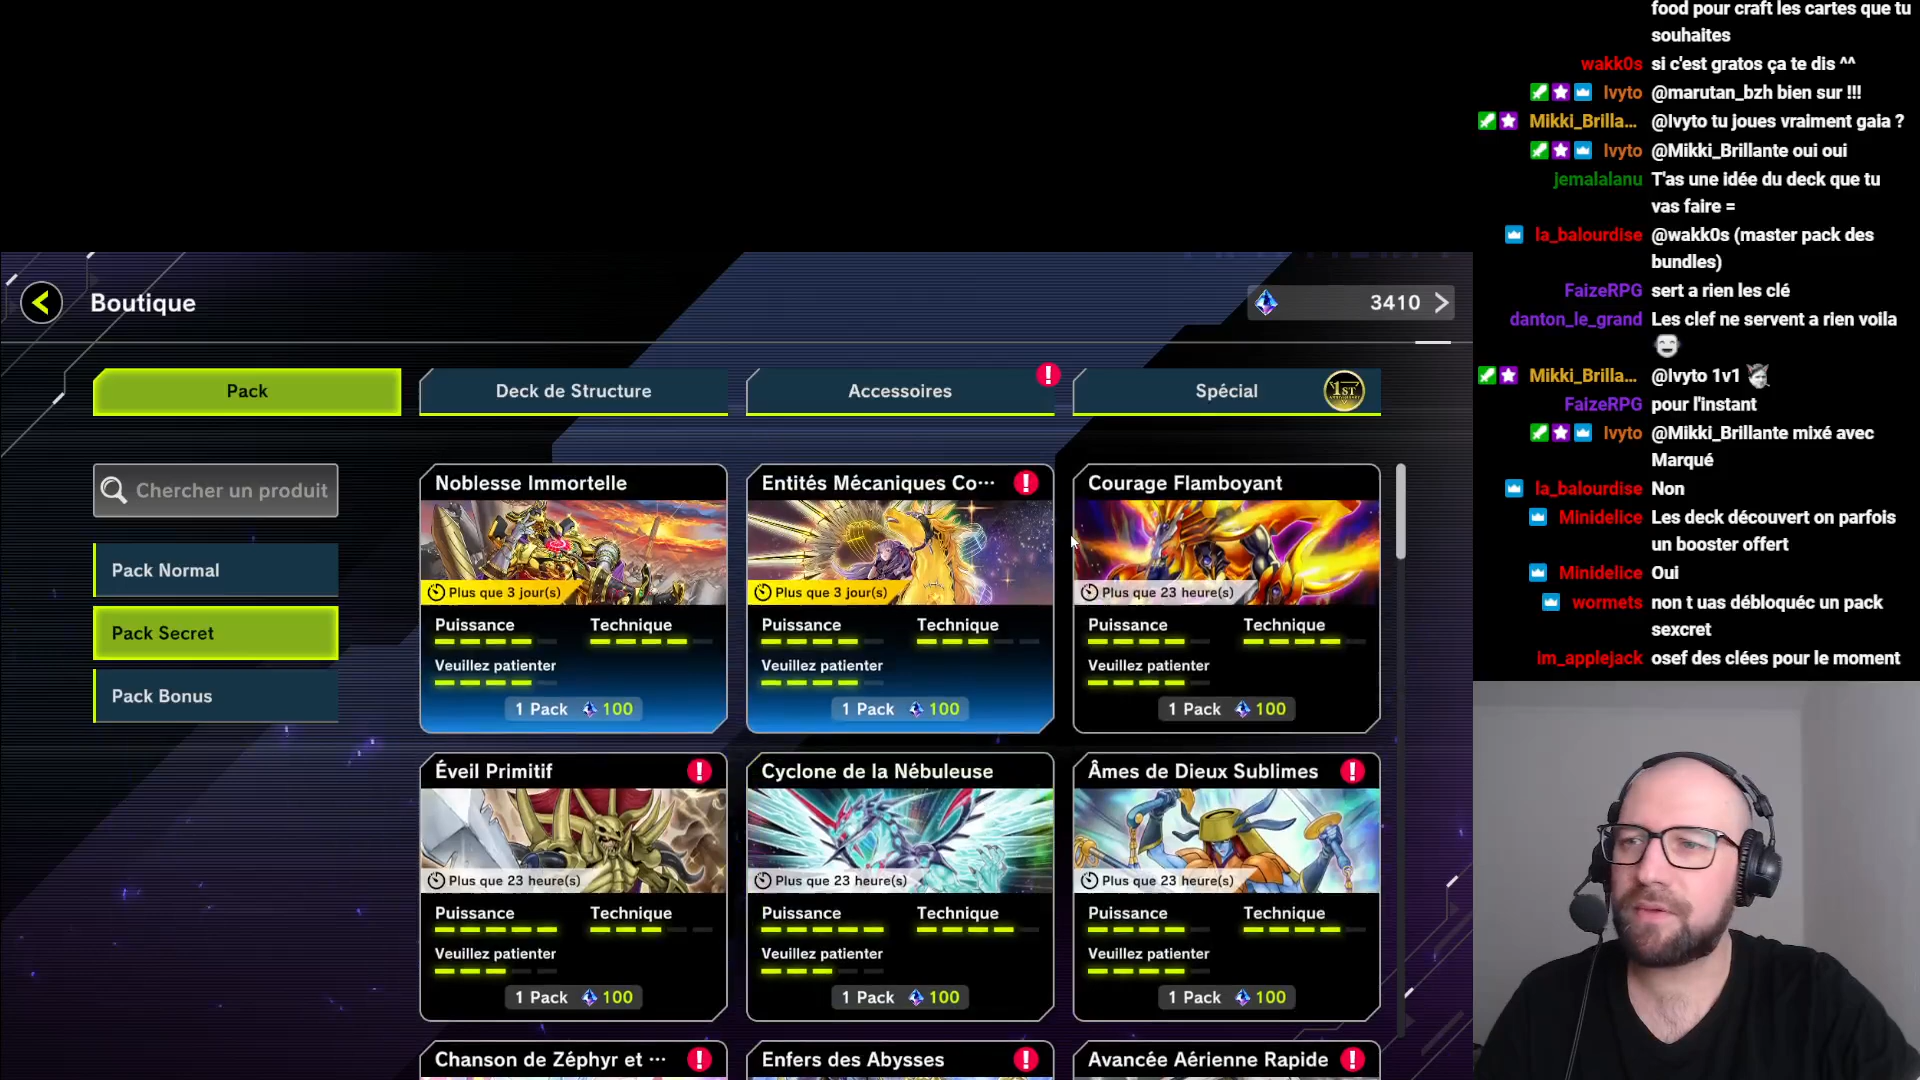 Boutique
3410
Pack
Deck de Structure
Accessoires
!
Spécial
1ST
Chercher un produit
Pack Normal
Pack Secret
Pack Bonus
Noblesse Immortelle
Plus que 3 jour(s)
Puissance
Technique
Veuillez patienter
1 Pack 100
Entités Mécaniques Co···
!
Plus que 3 jour(s)
Puissance
Technique
Veuillez patienter
1 Pack 100
Courage Flamboyant
Plus que 23 heure(s)
Puissance
Technique
Veuillez patienter
1 Pack 100
Éveil Primitif
!
Plus que 23 heure(s)
Puissance
Technique
Veuillez patienter
1 Pack 100
Cyclone de la Nébuleuse
Plus que 23 heure(s)
Puissance
Technique
Veuillez patienter
1 Pack 100
Âmes de Dieux Sublimes
!
Plus que 23 heure(s)
Puissance
Technique
Veuillez patienter
1 Pack 100
Chanson de Zéphyr et ···
!
Enfers des Abysses
!
Avancée Aérienne Rapide
!
food pour craft les cartes que tu
souhaites
wakk0s si c'est gratos ça te dis ^^
Ivyto @marutan_bzh bien sur !!!
Mikki_Brilla... @Ivyto tu joues vraiment gaia ?
Ivyto @Mikki_Brillante oui oui
jemalalanu T'as une idée du deck que tu
vas faire =
la_balourdise @wakk0s (master pack des
bundles)
FaizeRPG sert a rien les clé
danton_le_grand Les clef ne servent a rien voila
Mikki_Brilla... @Ivyto 1v1
FaizeRPG pour l'instant
Ivyto @Mikki_Brillante mixé avec
Marqué
la_balourdise Non
Minidelice Les deck découvert on parfois
un booster offert
Minidelice Oui
wormets non t uas débloquéc un pack
sexcret
im_applejack osef des clées pour le moment